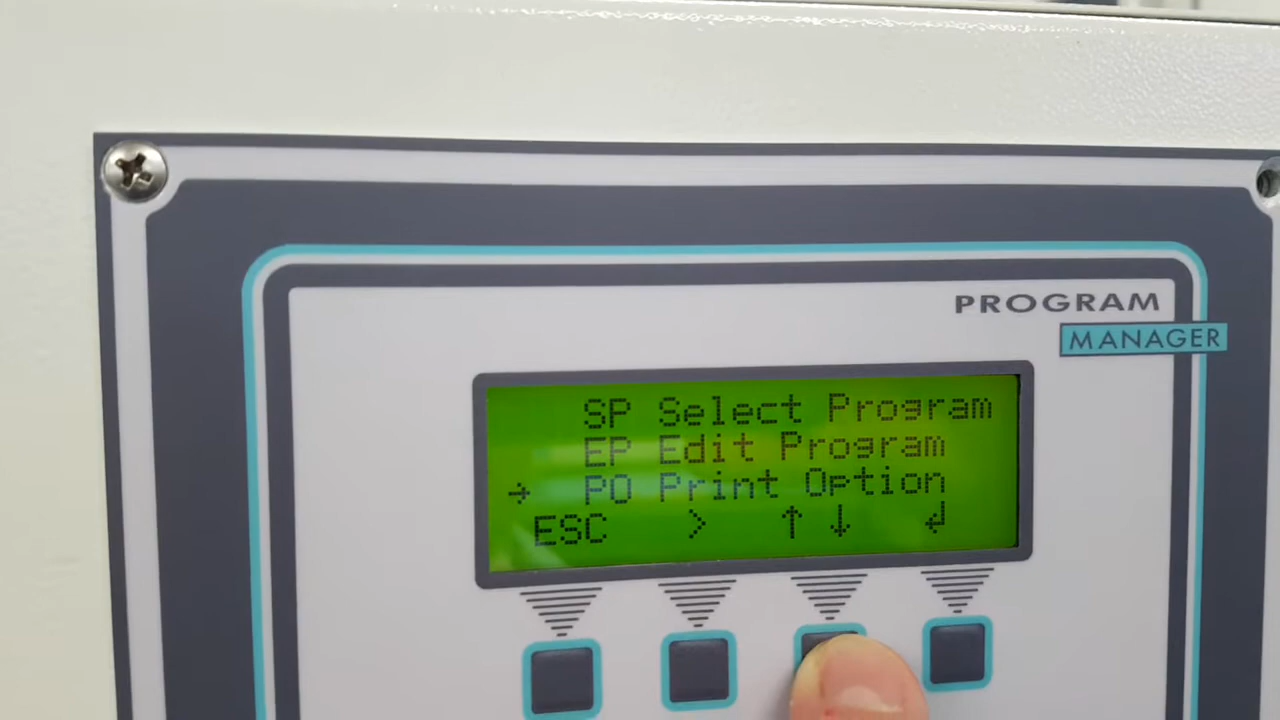 PROGRAM
MANAGER
SP Select Program
EP Edit Program
→ PO Print Option
ESC > ↑ ↓ ↵